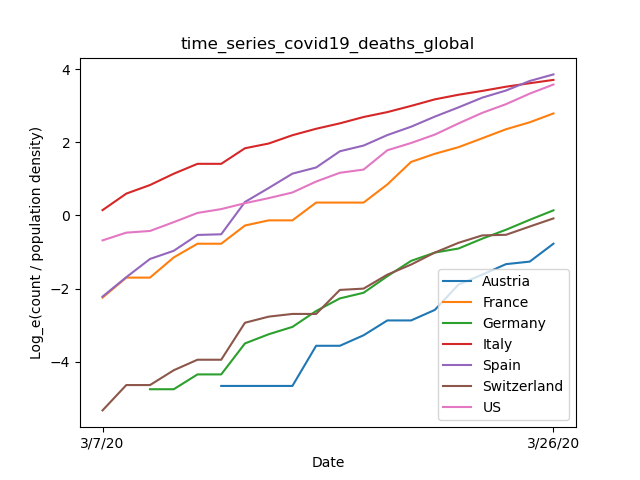 time_series_covid19_deaths_global
Log_e(count / population density)
4
2
0
−2
−4
3/7/20
3/26/20
Date
Austria
France
Germany
Italy
Spain
Switzerland
US